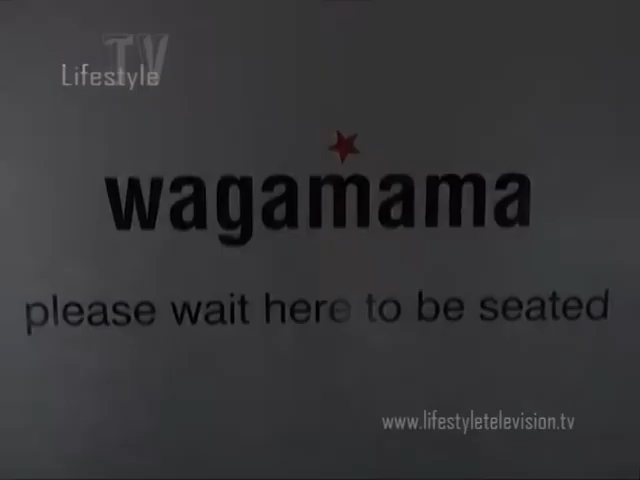 TV
Lifestyle
wagamama
please wait here to be seated
www.lifestyletelevision.tv